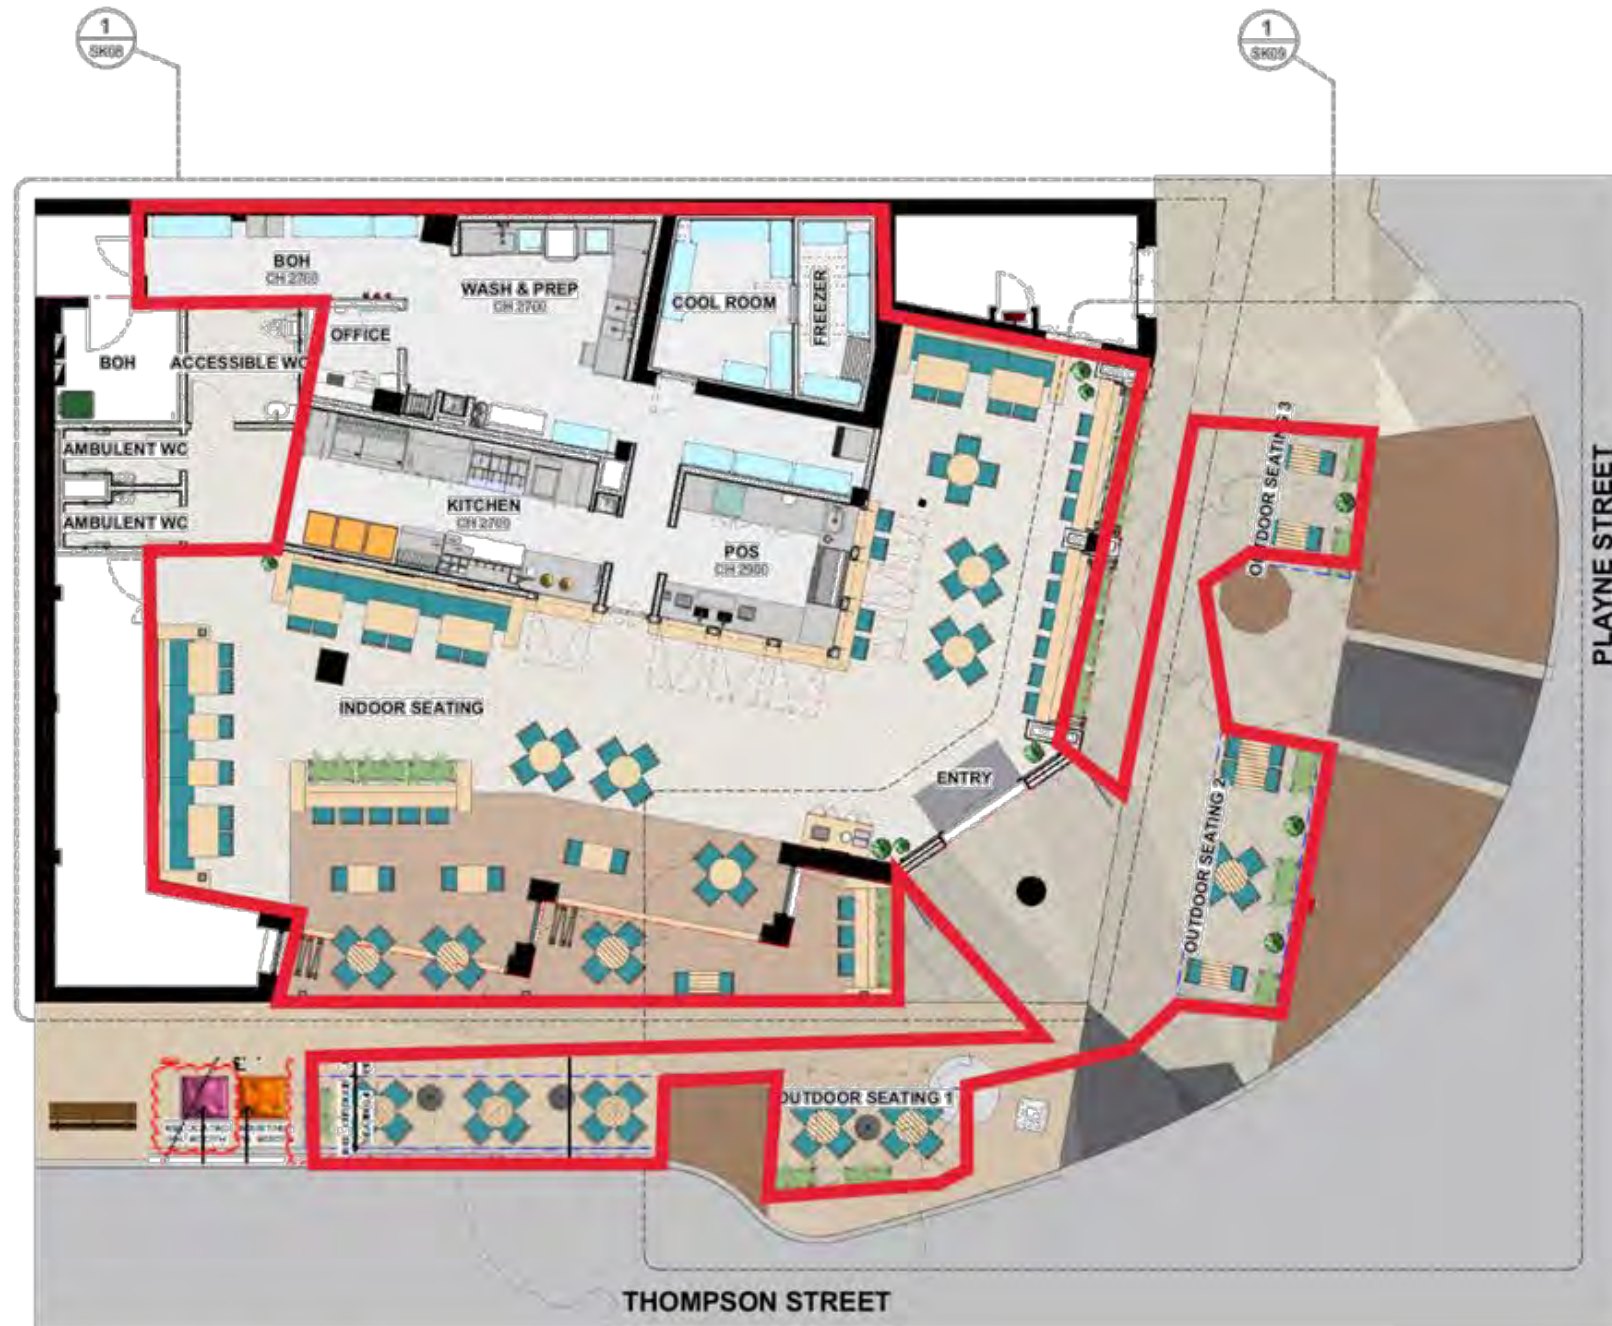 1
SK08
1
SK09
BOH
CH 2700
WASH & PREP
CH 2700
COOL ROOM
FREEZER
OFFICE
BOH
ACCESSIBLE WC
AMBULENT WC
AMBULENT WC
KITCHEN
CH 2700
POS
CH 2900
INDOOR SEATING
ENTRY
OUTDOOR SEATING 3
OUTDOOR SEATING 2
OUTDOOR SEATING 1
PLAYNE STREET
THOMPSON STREET